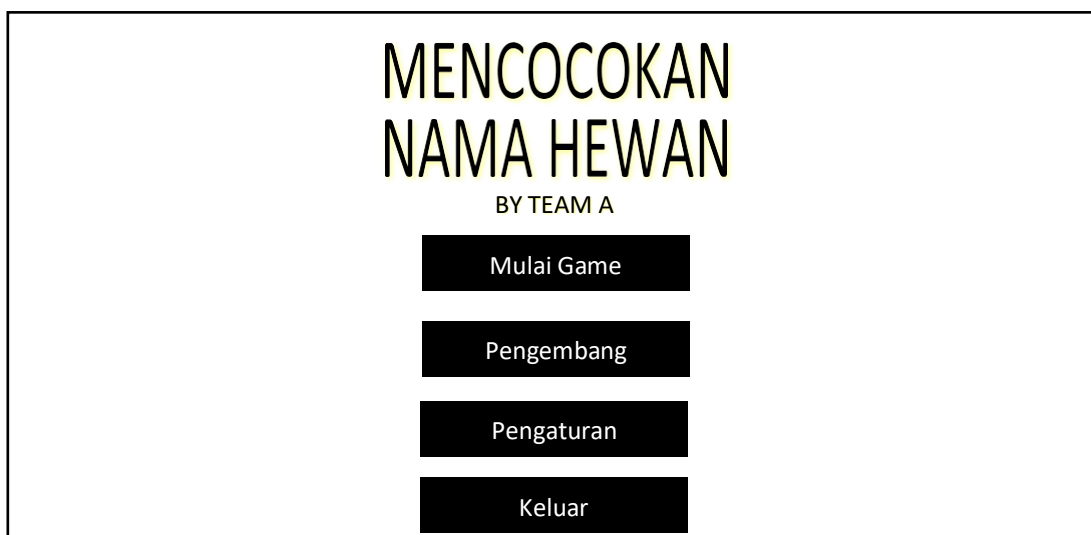 MENCOCOKAN
NAMA HEWAN
BY TEAM A
Mulai Game
Pengembang
Pengaturan
Keluar